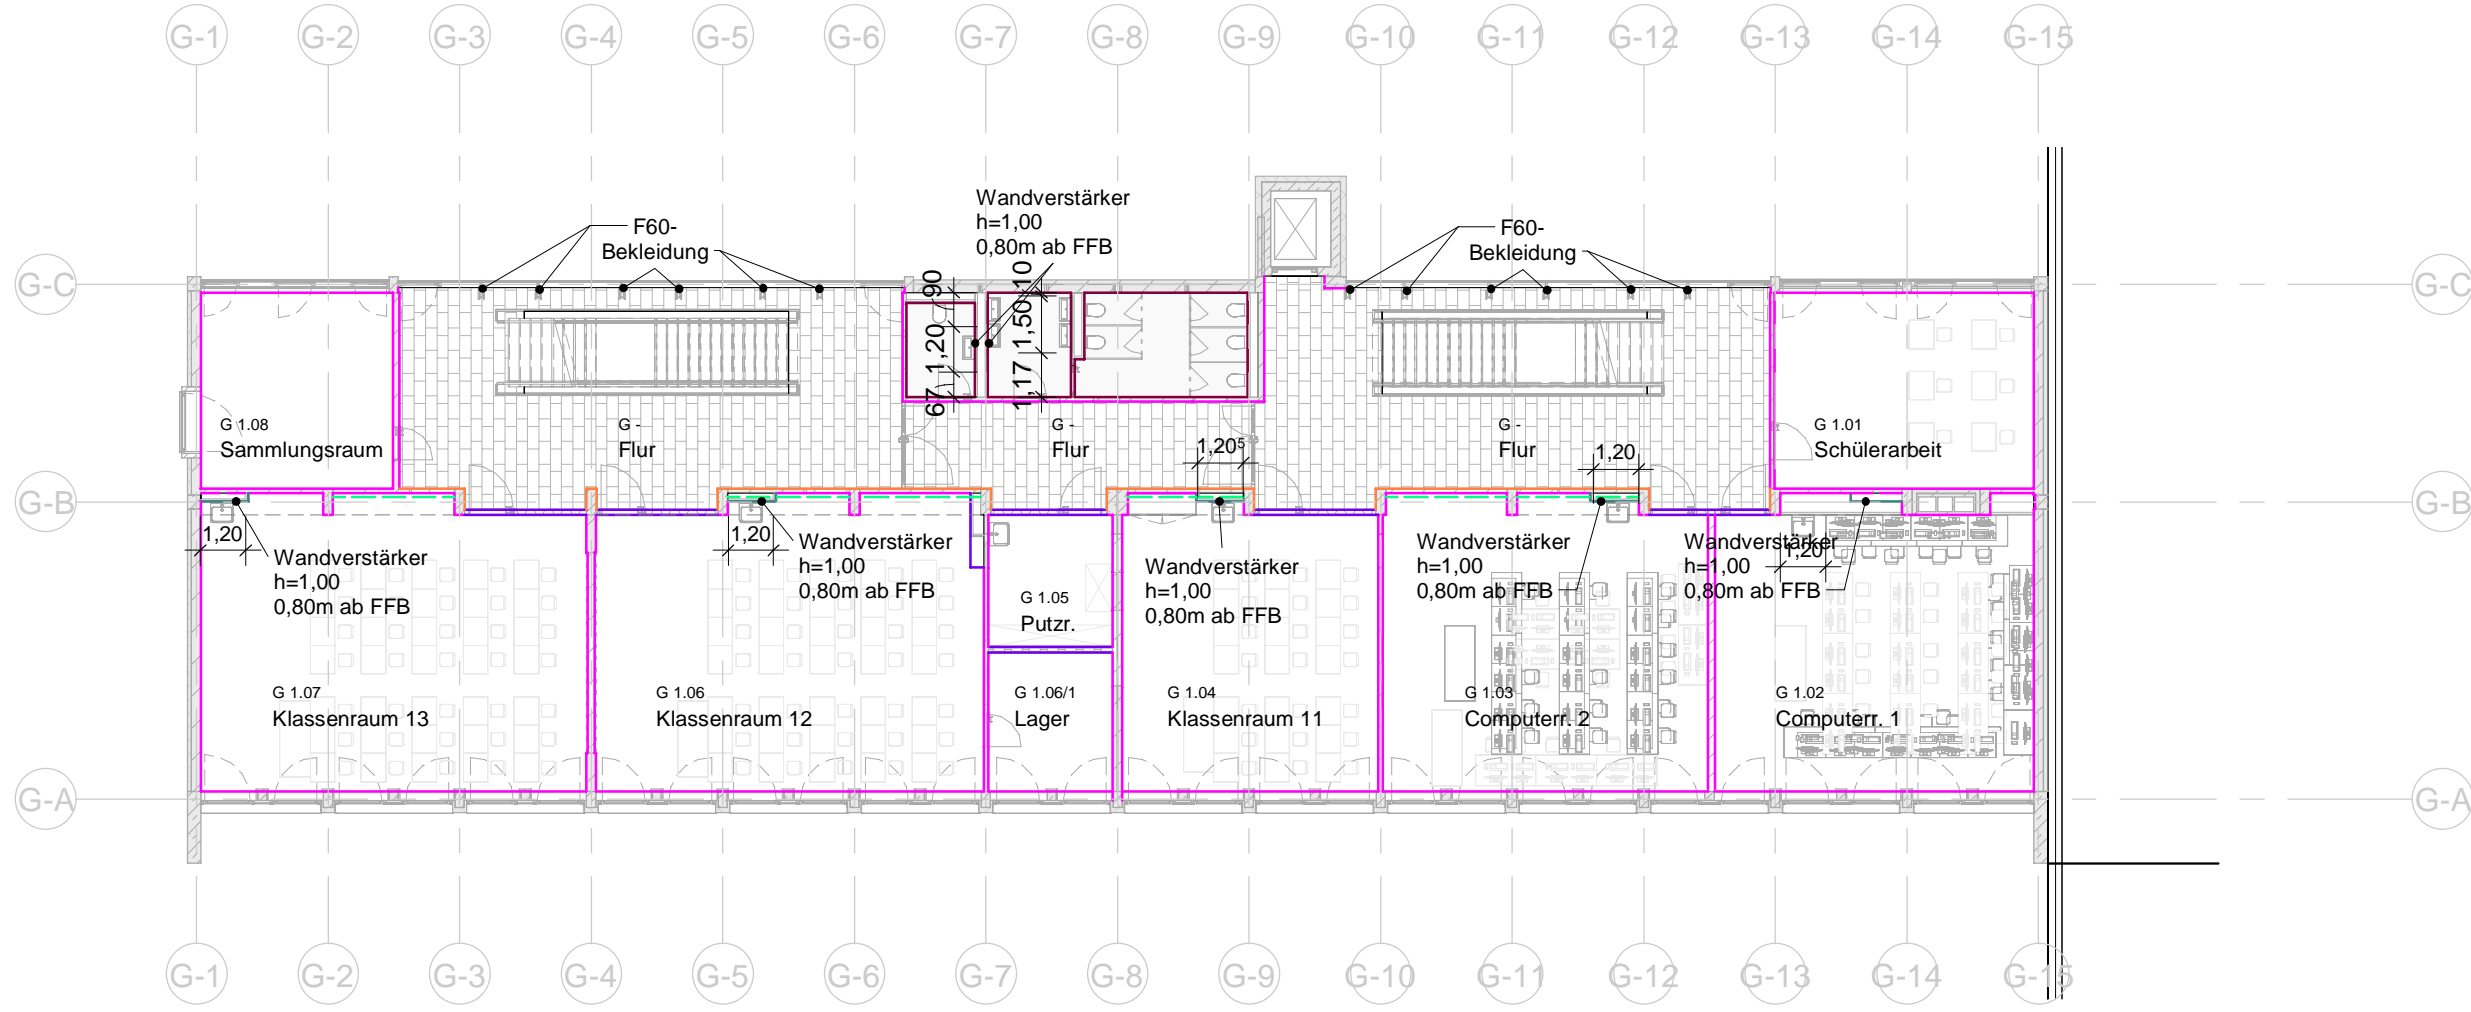 G-1 G-2 G-3 G-4 G-5 G-6 G-7 G-8 G-9 G-10 G-11 G-12 G-13 G-14 G-15
Wandverstärker
h=1,00
0,80m ab FFB
F60-
Bekleidung
F60-
Bekleidung
G-C
G-C
90
1,20
67
10
1,50
1,17
G 1.08
Sammlungsraum
G -
Flur
G -
Flur
1,20⁵
G -
Flur
1,20
G 1.01
Schülerarbeit
G-B
G-B
1,20
Wandverstärker
h=1,00
0,80m ab FFB
1,20
Wandverstärker
h=1,00
0,80m ab FFB
Wandverstärker
h=1,00
0,80m ab FFB
Wandverstärker
h=1,00
0,80m ab FFB
Wandverstärker
h=1,00
0,80m ab FFB
1,20
G 1.05
Putzr.
G 1.07
Klassenraum 13
G 1.06
Klassenraum 12
G 1.06/1
Lager
G 1.04
Klassenraum 11
G 1.03
Computerr. 2
G 1.02
Computerr. 1
G-A
G-A
G-1 G-2 G-3 G-4 G-5 G-6 G-7 G-8 G-9 G-10 G-11 G-12 G-13 G-14 G-15